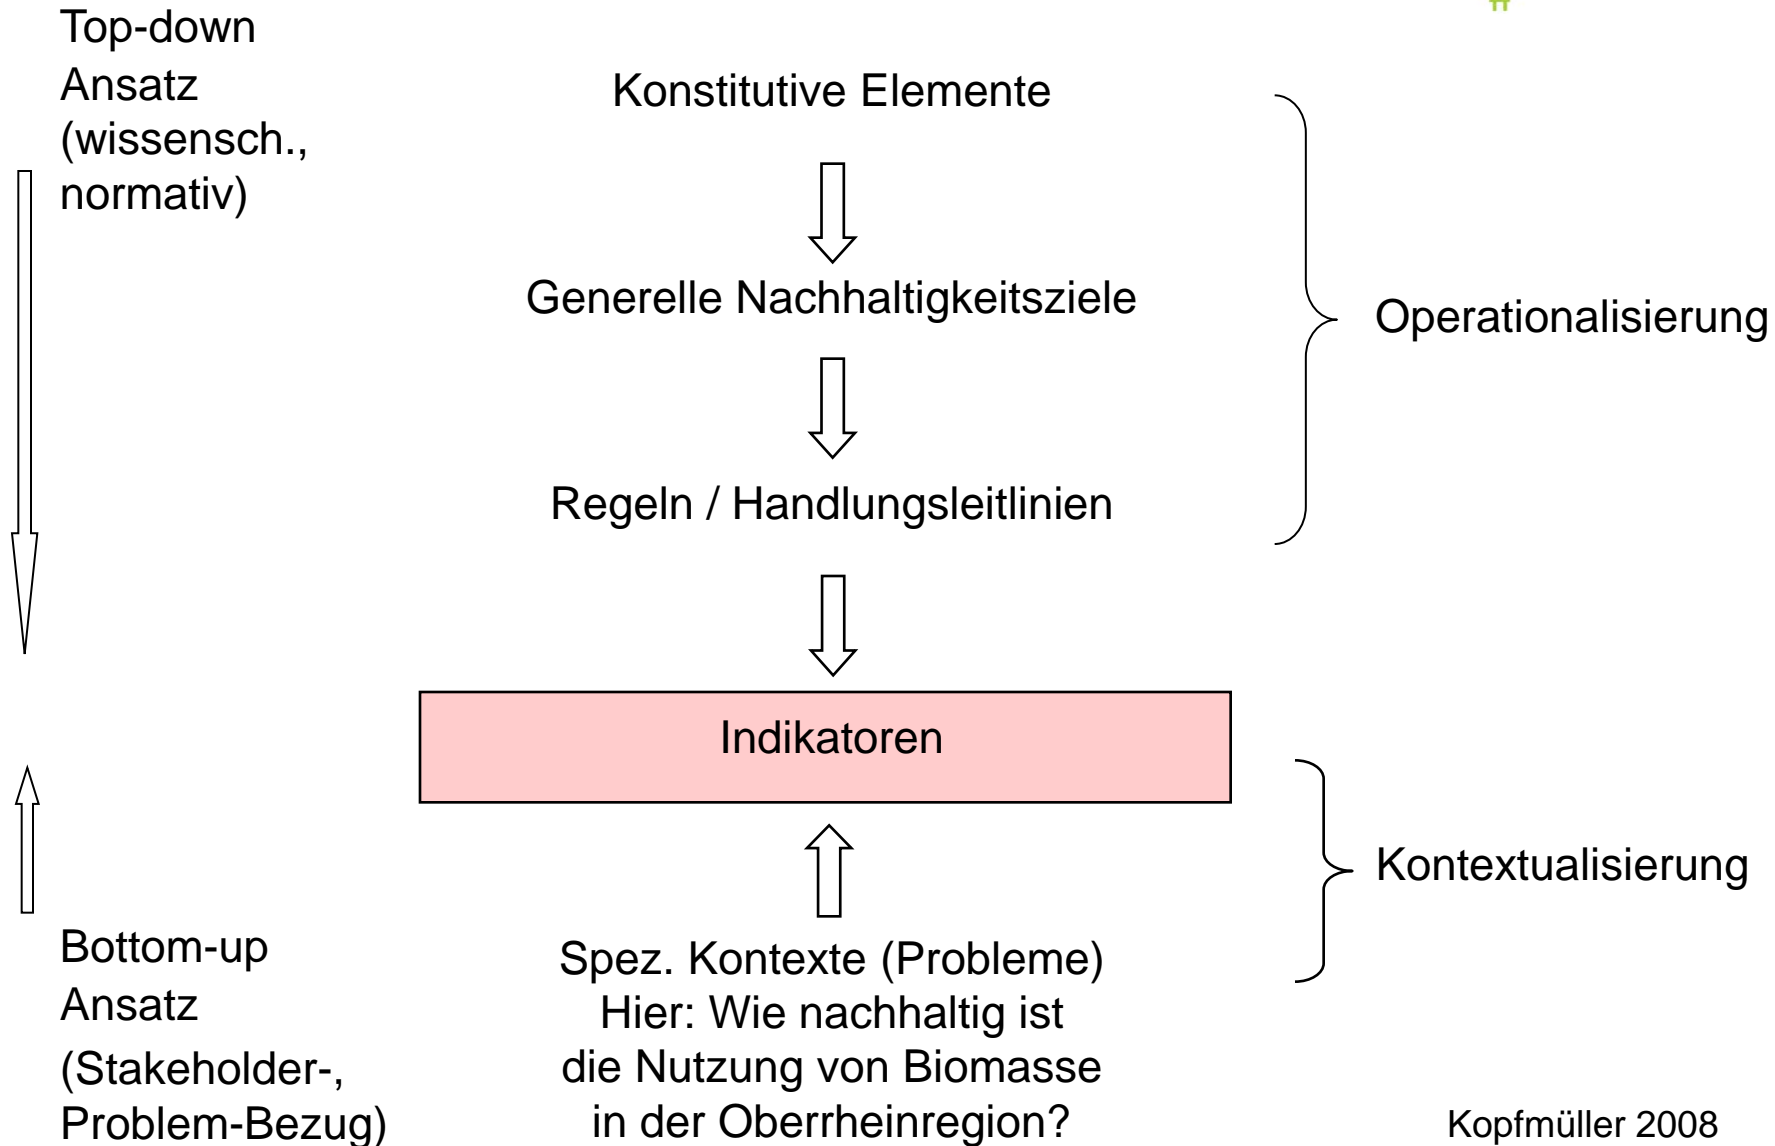 #
Top-down
Ansatz
(wissensch.,
normativ)
Konstitutive Elemente
Generelle Nachhaltigkeitsziele
Regeln / Handlungsleitlinien
Operationalisierung
Indikatoren
Kontextualisierung
Bottom-up
Ansatz
(Stakeholder-,
Problem-Bezug)
Spez. Kontexte (Probleme)
Hier: Wie nachhaltig ist
die Nutzung von Biomasse
in der Oberrheinregion?
Kopfmüller 2008